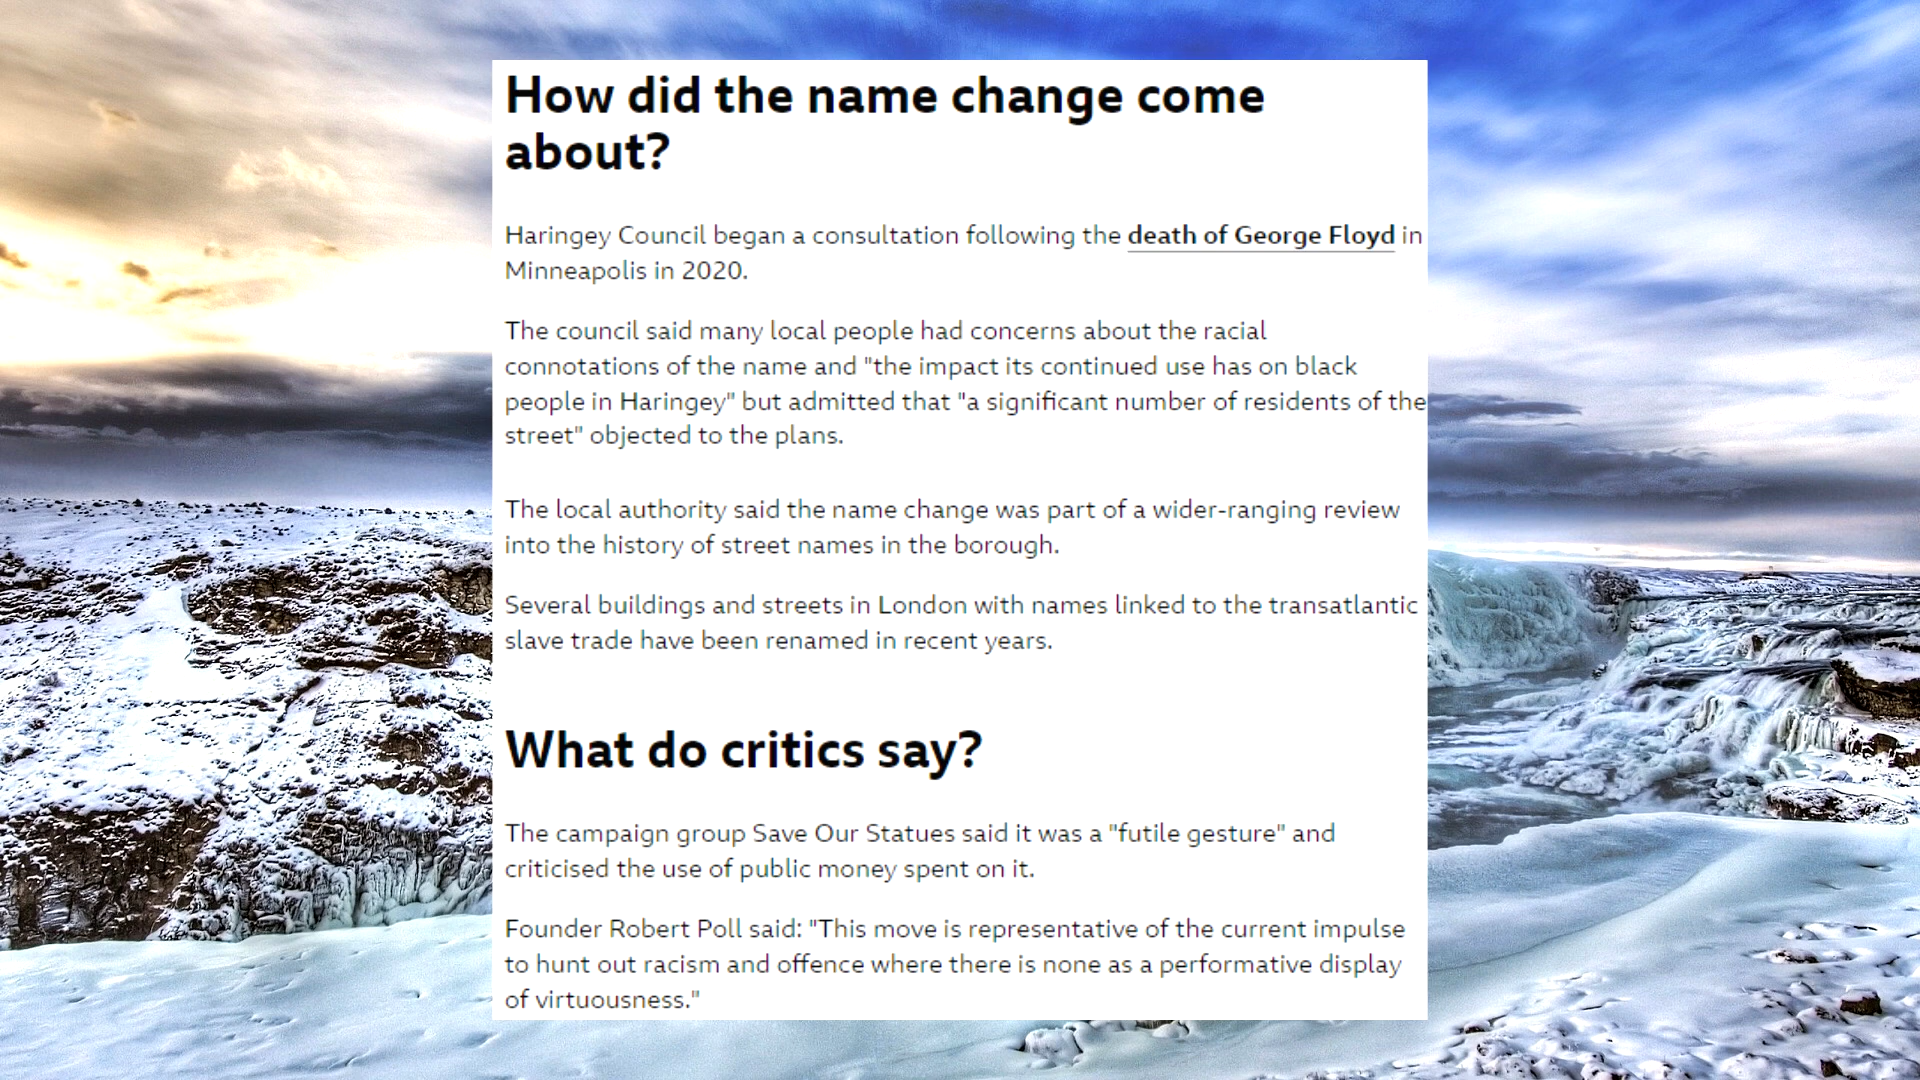 How did the name change come
about?
Haringey Council began a consultation following the death of George Floyd in
Minneapolis in 2020.
The council said many local people had concerns about the racial
connotations of the name and "the impact its continued use has on black
people in Haringey" but admitted that "a significant number of residents of the
street" objected to the plans.
The local authority said the name change was part of a wider-ranging review
into the history of street names in the borough.
Several buildings and streets in London with names linked to the transatlantic
slave trade have been renamed in recent years.
What do critics say?
The campaign group Save Our Statues said it was a "futile gesture" and
criticised the use of public money spent on it.
Founder Robert Poll said: "This move is representative of the current impulse
to hunt out racism and offence where there is none as a performative display
of virtuousness."